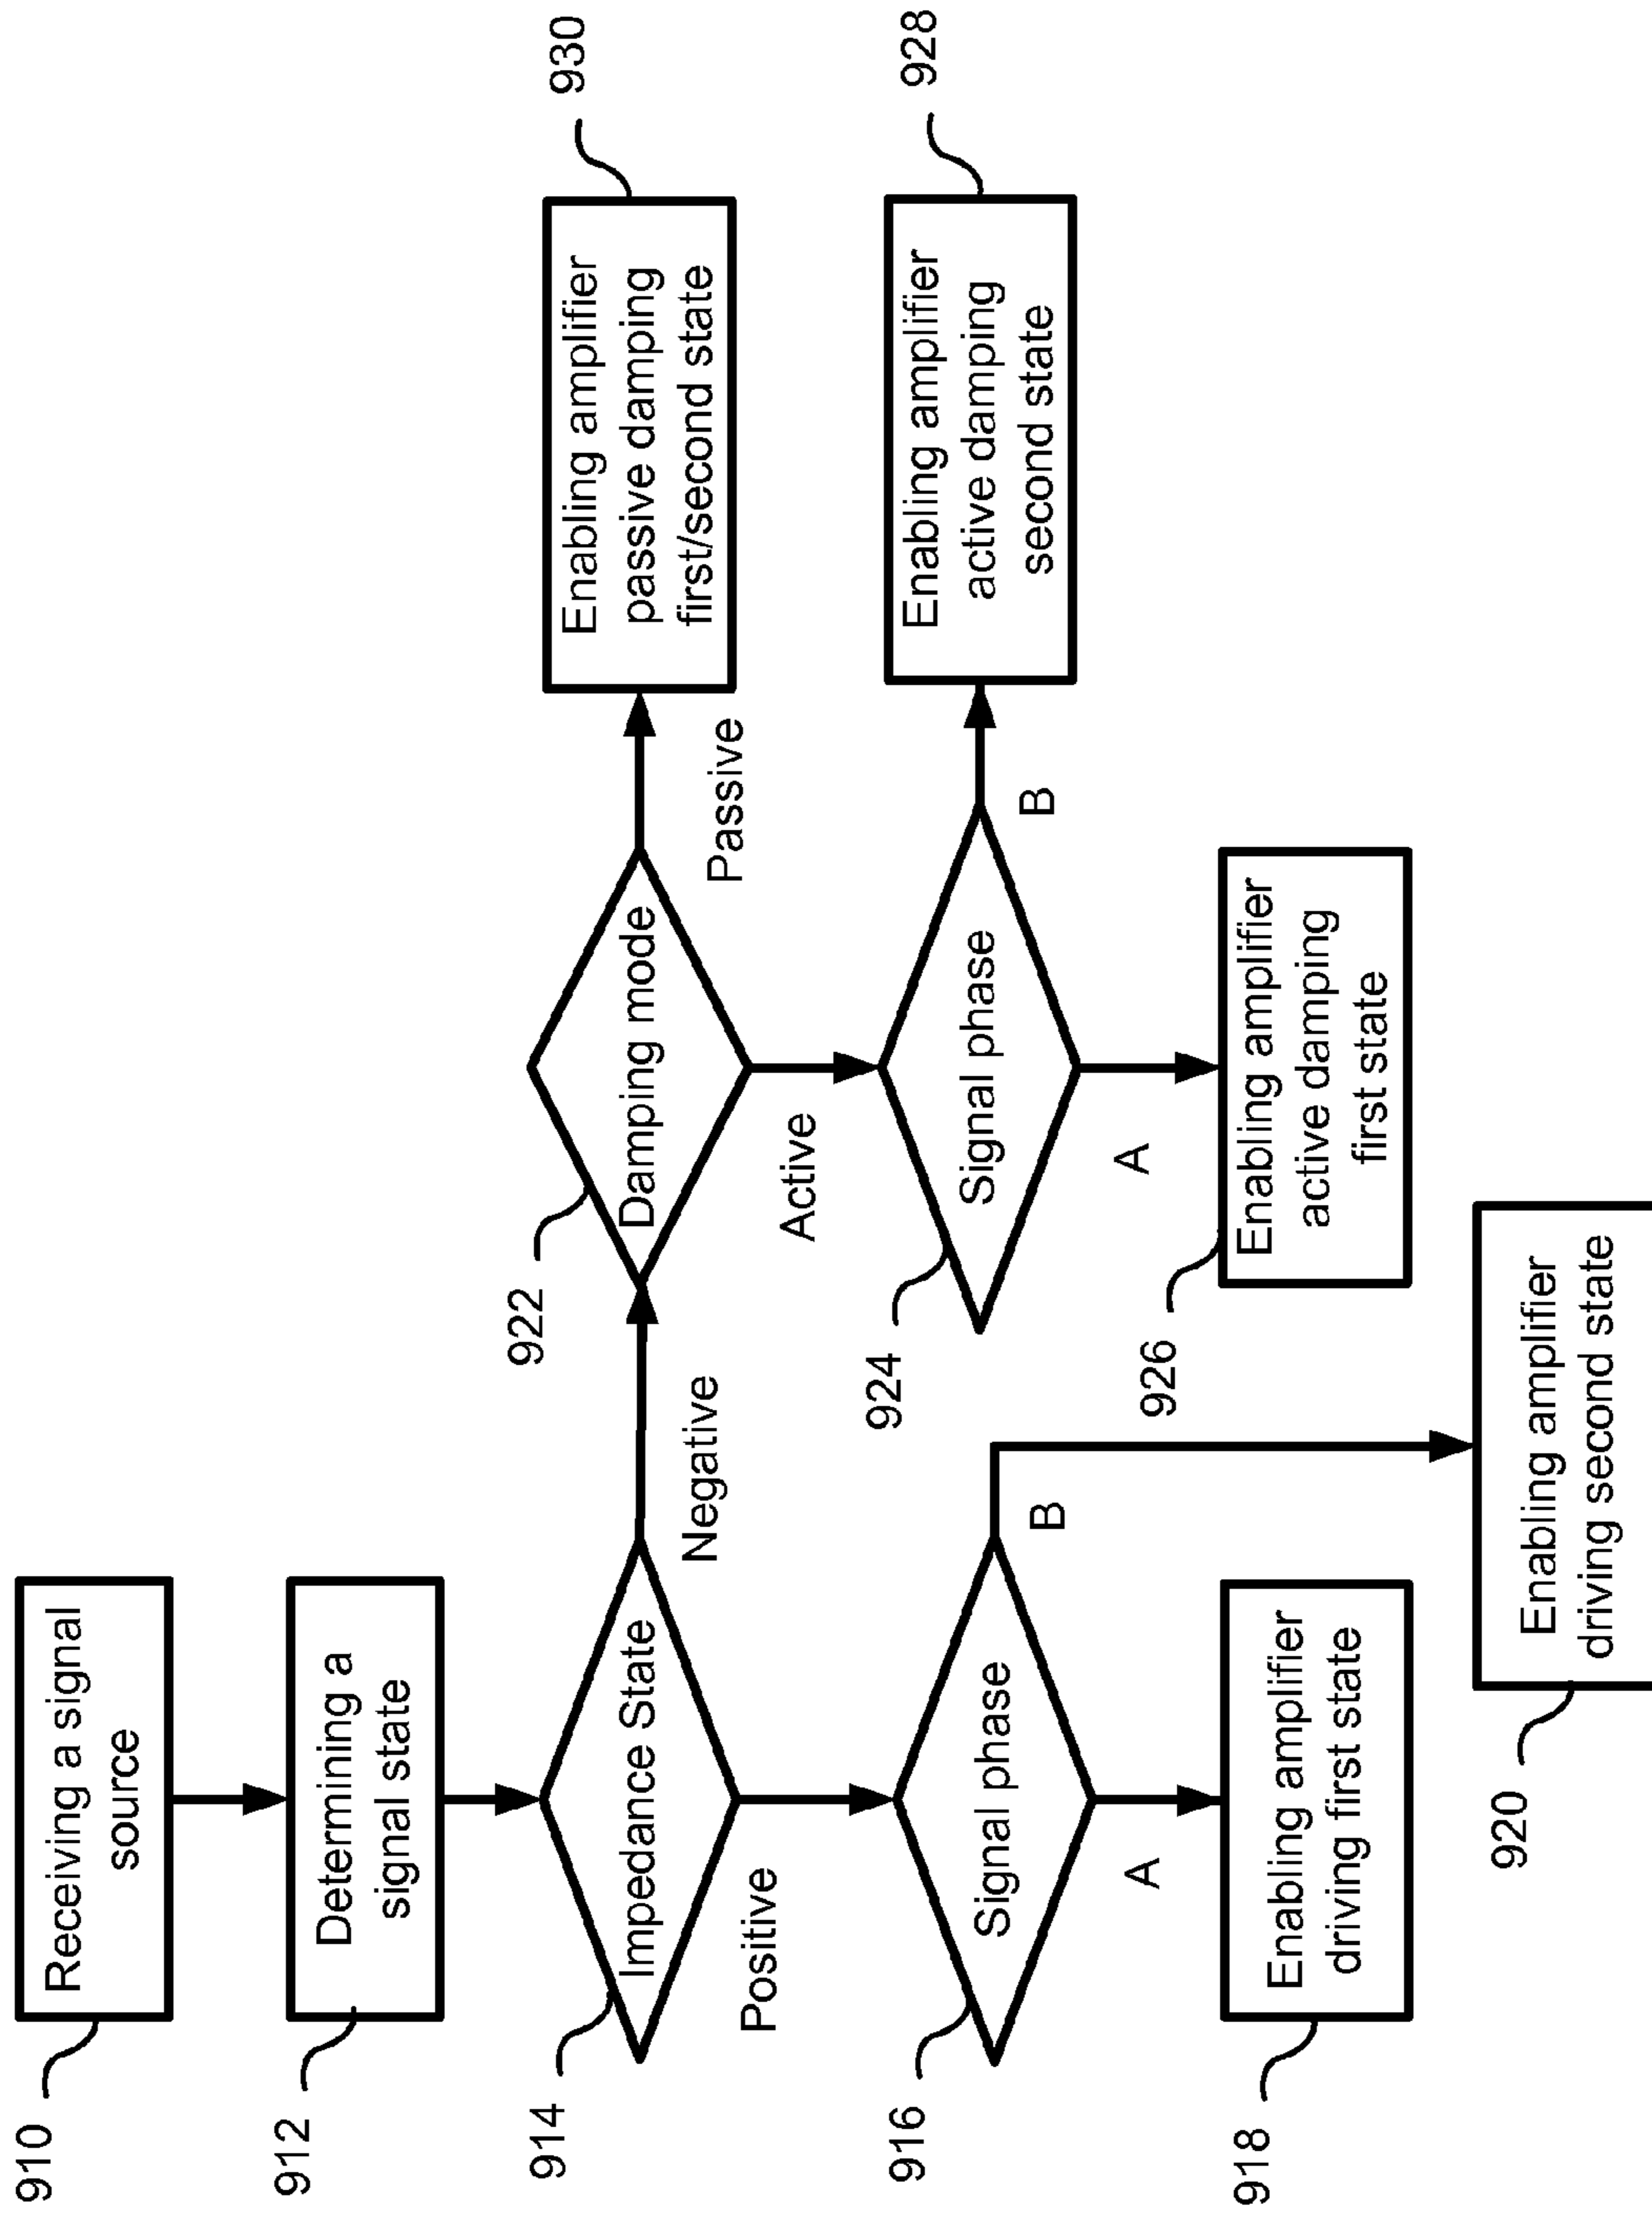 910
Receiving a signal
source
912
Determining a
signal state
914
Impedance State
Negative
Positive
922
Damping mode
Passive
Active
930
Enabling amplifier
passive damping
first/second state
916
Signal phase
B
A
924
Signal phase
B
A
928
Enabling amplifier
active damping
second state
918
Enabling amplifier
driving first state
926
Enabling amplifier
active damping
first state
920
Enabling amplifier
driving second state